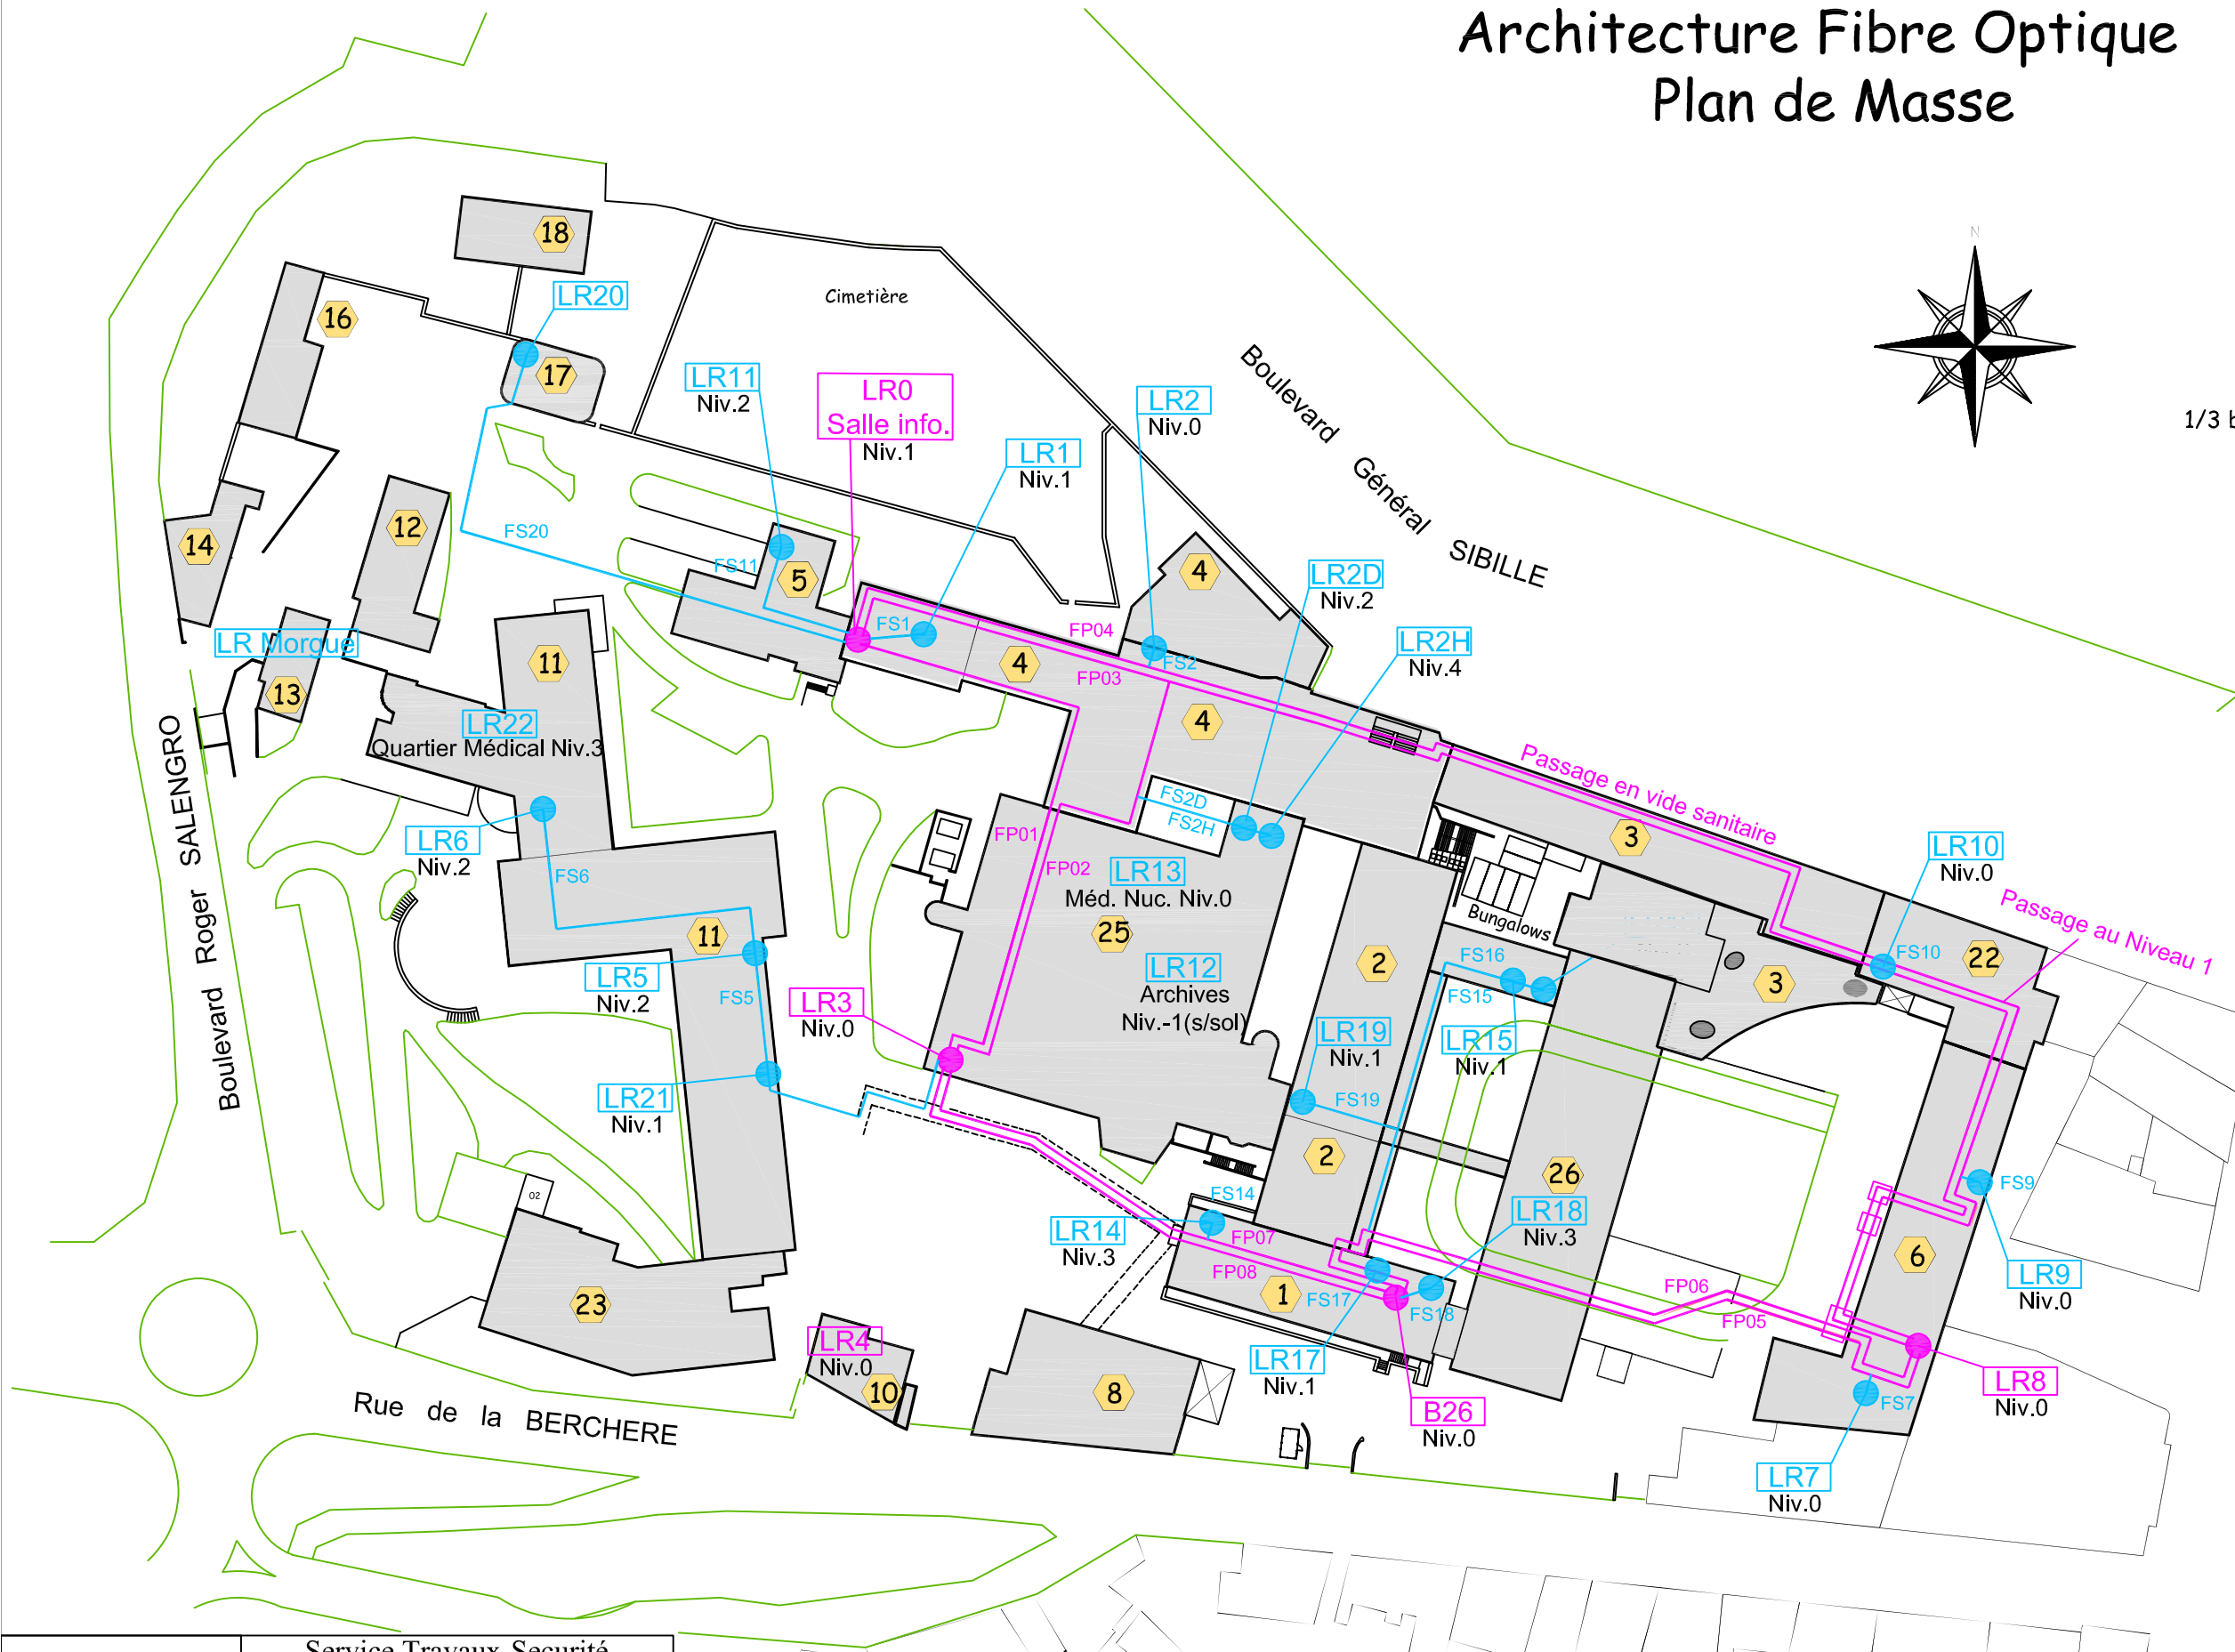 Architecture Fibre Optique
Plan de Masse
N
1/3 b
18
LR20
16
17
Cimetière
LR11
Niv.2
LR0
Salle info.
Niv.1
LR1
Niv.1
LR2
Niv.0
Boulevard Général SIBILLE
14
12
FS20
FS11
5
4
LR2D
Niv.2
LR2H
Niv.4
FS1
FP04
FS2
FP03
4
4
LR Morgue
13
11
LR22
Quartier Médical Niv.3
Boulevard Roger SALENGRO
LR6
Niv.2
FS6
11
LR5
Niv.2
FS5
LR21
Niv.1
LR3
Niv.0
FP01
FP02
FS2D
FS2H
LR13
Méd. Nuc. Niv.0
25
LR12
Archives
Niv.-1(s/sol)
Passage en vide sanitaire
3
Bungalows
2
FS16
FS15
LR15
Niv.1
LR19
Niv.1
FS19
2
3
LR10
Niv.0
Passage au Niveau 1
FS10
22
26
LR18
Niv.3
FS9
LR9
Niv.0
6
FS14
LR14
Niv.3
FP07
FP08
1
FS17
FS18
LR17
Niv.1
B26
Niv.0
FP06
FP05
LR8
Niv.0
FS7
LR7
Niv.0
02
23
LR4
Niv.0
10
8
Rue de la BERCHERE
Service Travaux Securité